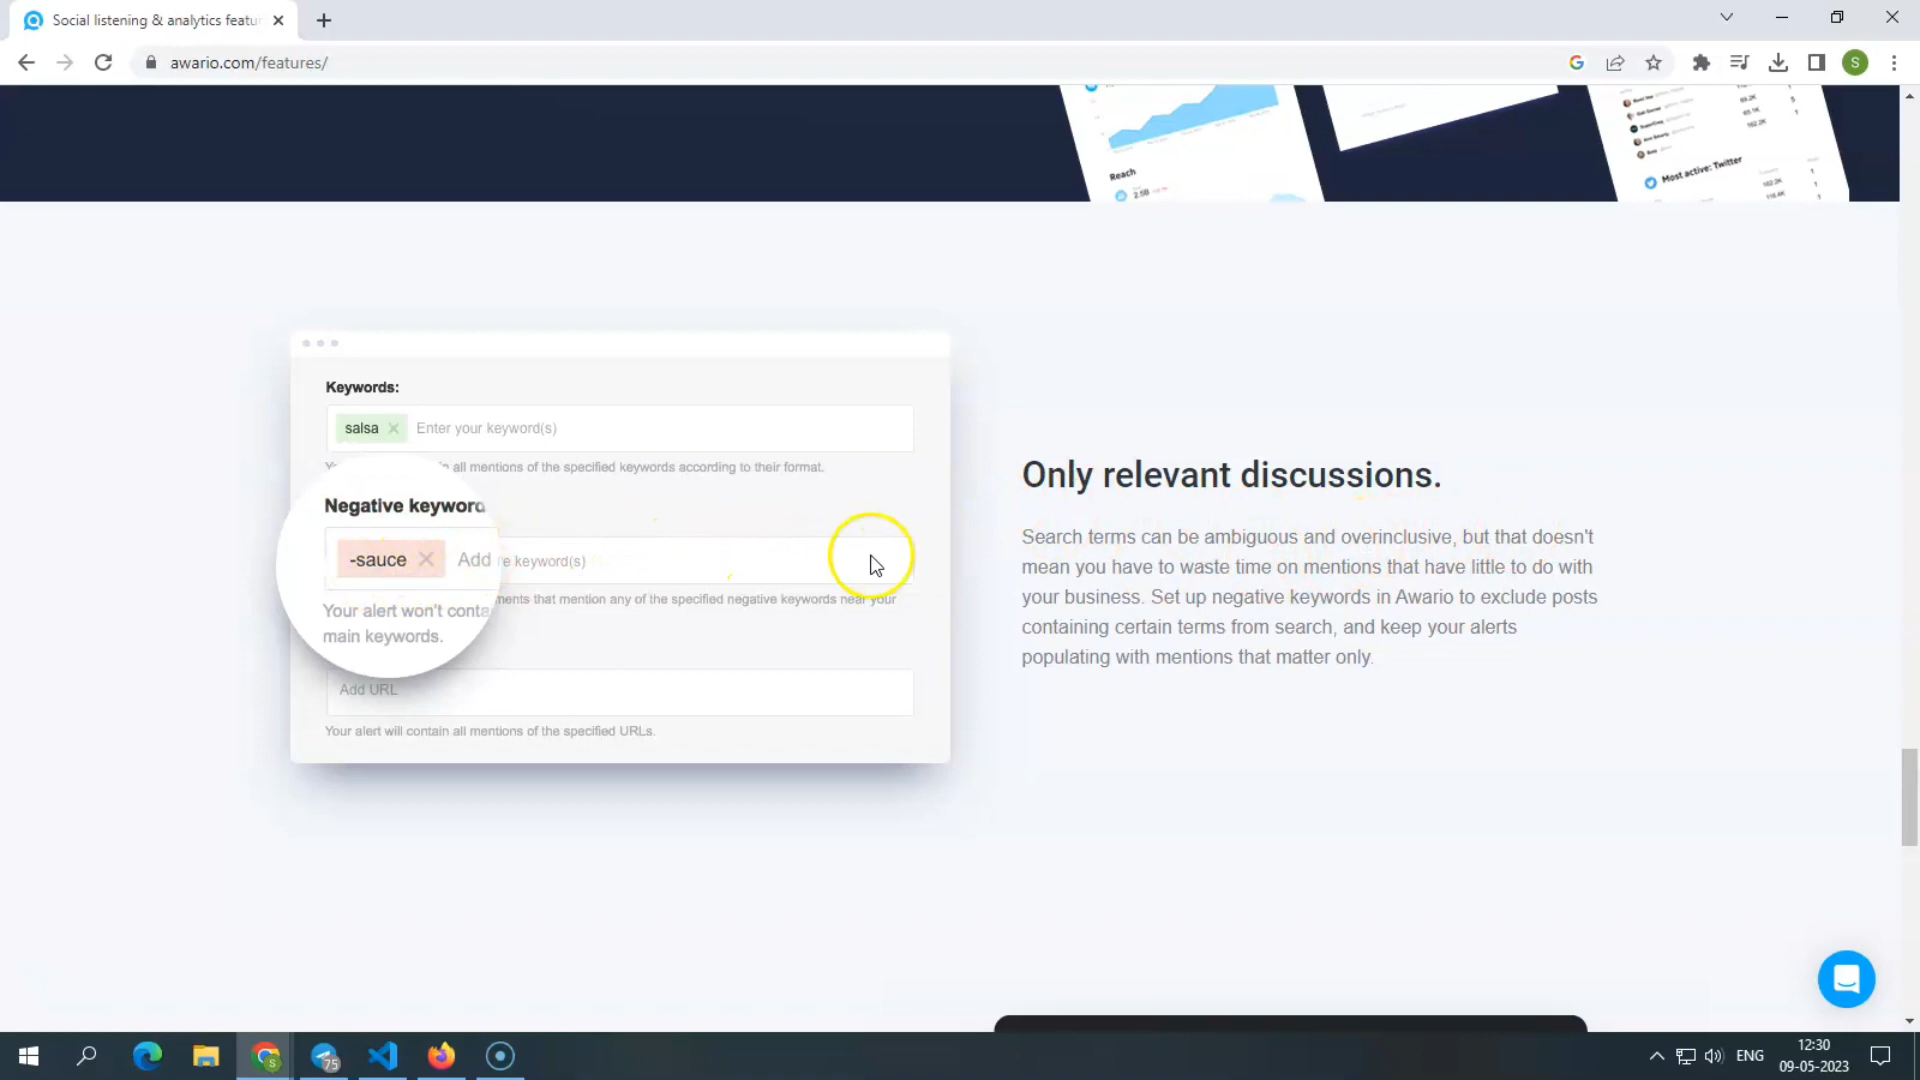 Social listening & analytics featu
awario.com/features/
S
Reach
2.5B
Most active: Twitter
162.2K
Keywords:
salsa Enter your keyword(s)
all mentions of the specified keywords according to their format.
Negative keyword
-sauce Add
keyword(s)
Your alert won't conta
ments that mention any of the specified negative keywords near your
main keywords.
Add URL
Your alert will contain all mentions of the specified URLs.
Only relevant discussions.
Search terms can be ambiguous and overinclusive, but that doesn't
mean you have to waste time on mentions that have little to do with
your business. Set up negative keywords in Awario to exclude posts
containing certain terms from search, and keep your alerts
populating with mentions that matter only.
75
ENG
12:30
09-05-2023